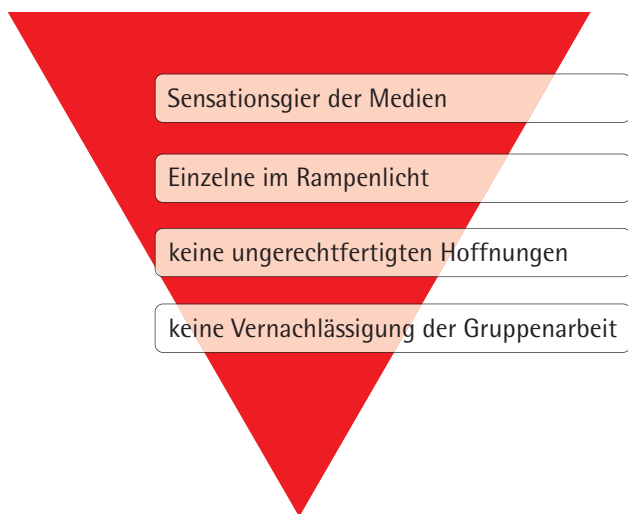 Sensationsgier der Medien
Einzelne im Rampenlicht
keine ungerechtfertigten Hoffnungen
keine Vernachlässigung der Gruppenarbeit